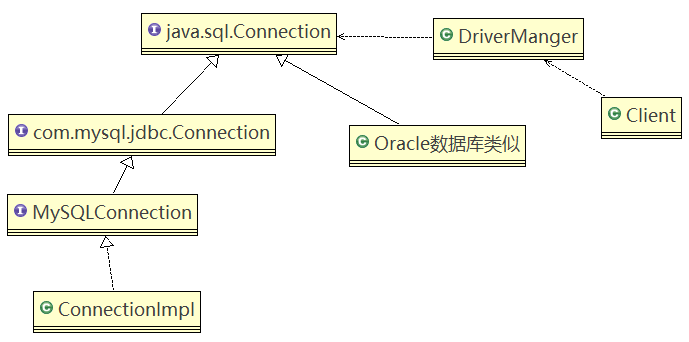 java.sql.Connection
DriverManger
Client
com.mysql.jdbc.Connection
Oracle数据库类似
MySQLConnection
ConnectionImpl